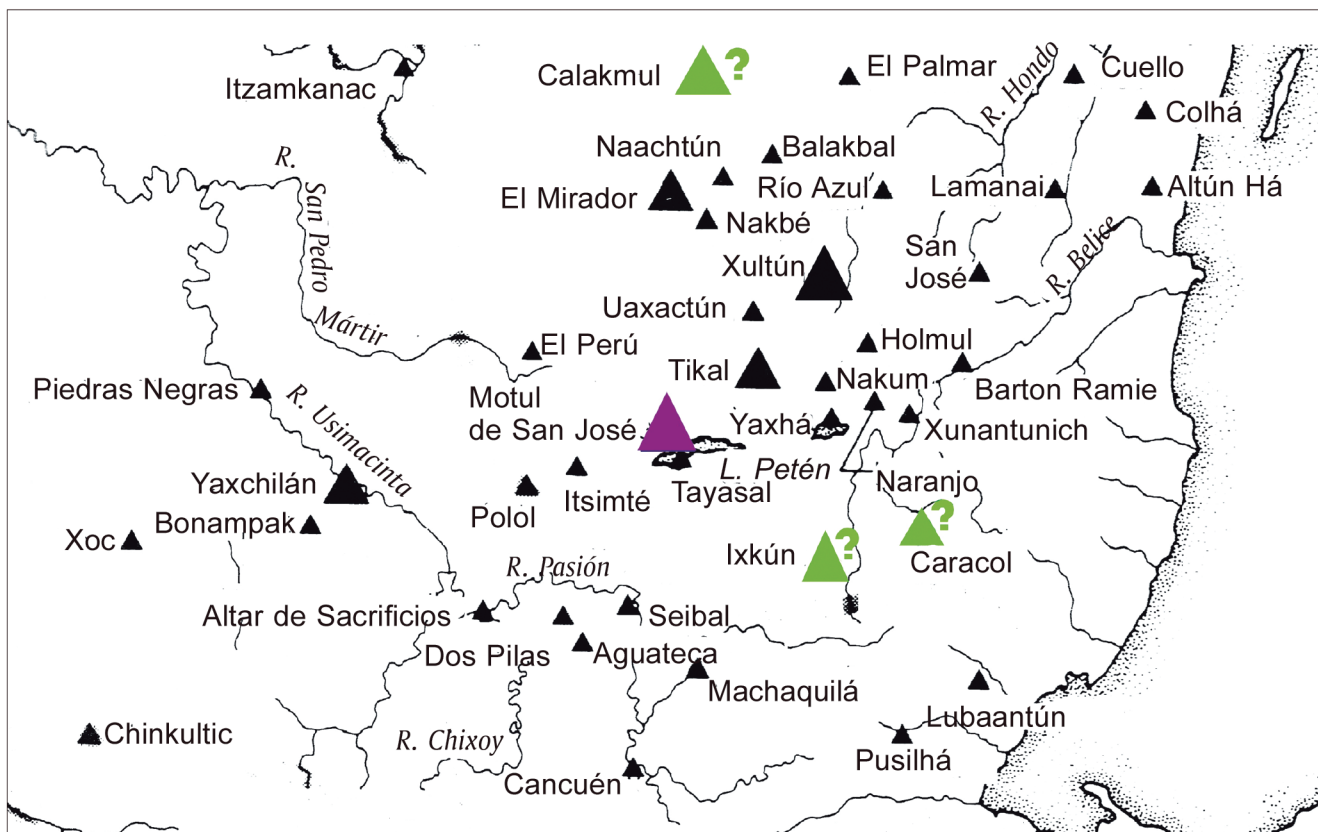 Calakmul
?
El Palmar
R. Hondo
Cuello
Itzamkanac
Colhá
R.
San Pedro
Mártir
Naachtún
Balakbal
El Mirador
Río Azul
Lamanai
Altún Há
Nakbé
Xultún
San
José
R. Belice
Uaxactún
El Perú
Holmul
Tikal
Nakum
Barton Ramie
Piedras Negras
R. Usimacinta
Motul
de San José
Yaxhá
Xunantunich
L. Petén
Yaxchilán
Itsimté
Tayasal
Naranjo
Polol
Bonampak
Xoc
?
Caracol
Ixkún
?
R. Pasión
Altar de Sacrificios
Seibal
Dos Pilas
Aguateca
Machaquilá
Lubaantún
Chinkultic
R. Chixoy
Pusilhá
Cancuén